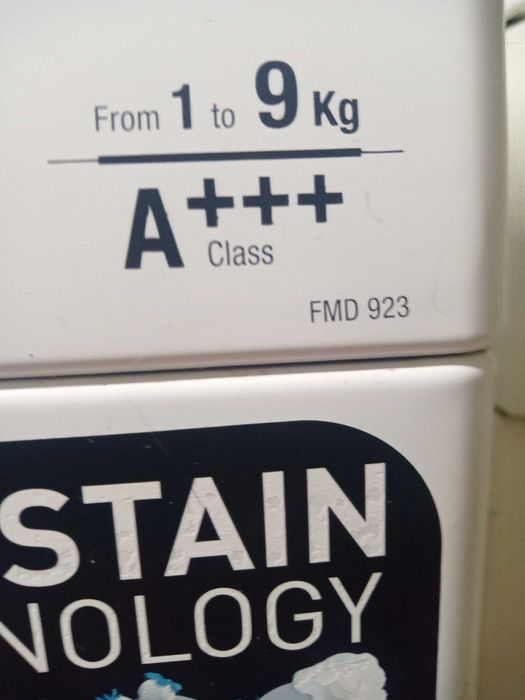 From 1 to 9 Kg
A+++
Class
FMD 923
STAIN
NOLOGY